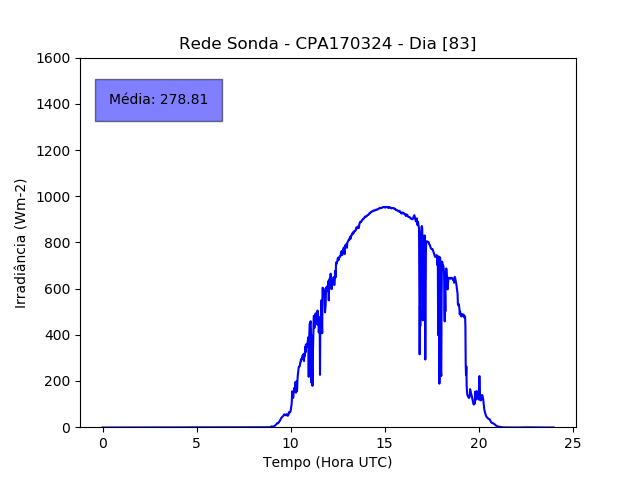 Rede Sonda - CPA170324 - Dia [83]
1600
1400
1200
1000
800
600
400
200
0
Média: 278.81
Irradiância (Wm-2)
0 5 10 15 20 25
Tempo (Hora UTC)